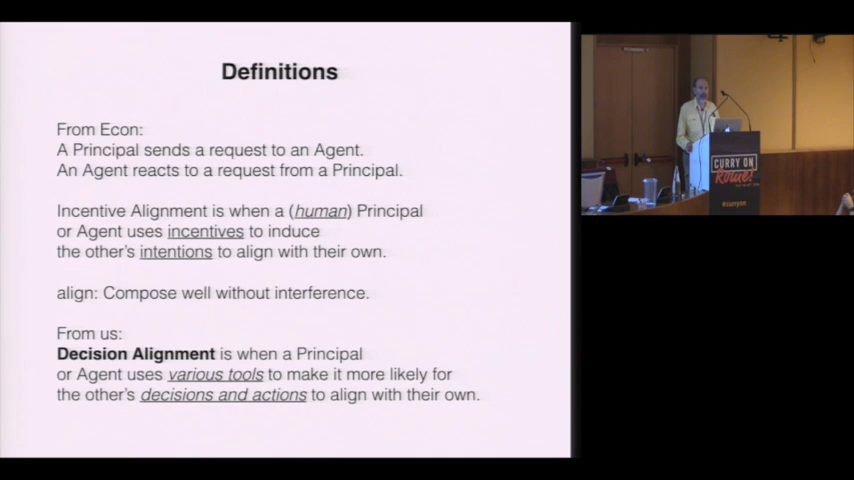 Definitions
From Econ:
A Principal sends a request to an Agent.
An Agent reacts to a request from a Principal.
Incentive Alignment is when a (human) Principal
or Agent uses incentives to induce
the other's intentions to align with their own.
align: Compose well without interference.
From us:
Decision Alignment is when a Principal
or Agent uses various tools to make it more likely for
the other's decisions and actions to align with their own.
CURRY ON
Rome!
#curryon